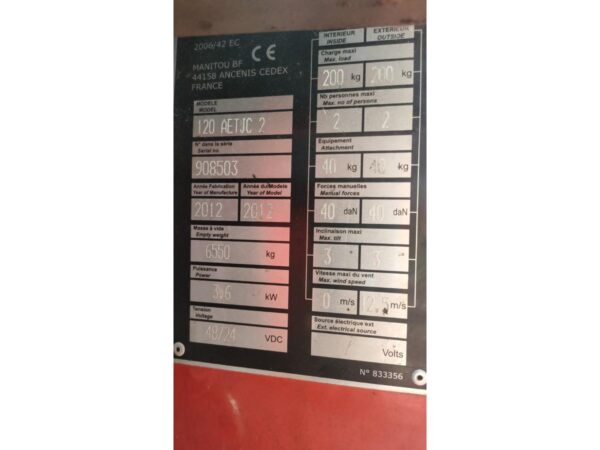 2006/42 EC
CE
MANITOU BF
44158 ANCENIS CEDEX
FRANCE
MODELE
MODEL
120 AETJC 2
N° dans la série
Serial no.
908503
Année Fabrication Année du Modele
Year of Manufacture Year of Model
2012 2012
Masse à vide
Empty weight
6550 kg
Puissance
Power
3.6 kW
Tension
Voltage
48/24 VDC
INTERIEUR EXTERIEUR
INSIDE OUTSIDE
Charge maxi
Max. load
200 kg 200 kg
Nb personnes maxi
Max. no of persons
2 2
Equipement
Attachment
40 kg 40 kg
Forces manuelles
Manual forces
40 daN 40 daN
Inclinaison maxi
Max. tilt
3 3
Vitesse maxi du vent
Max. wind speed
0 m/s 12.5 m/s
Source électrique ext
Ext. electrical source
Volts
N° 833356